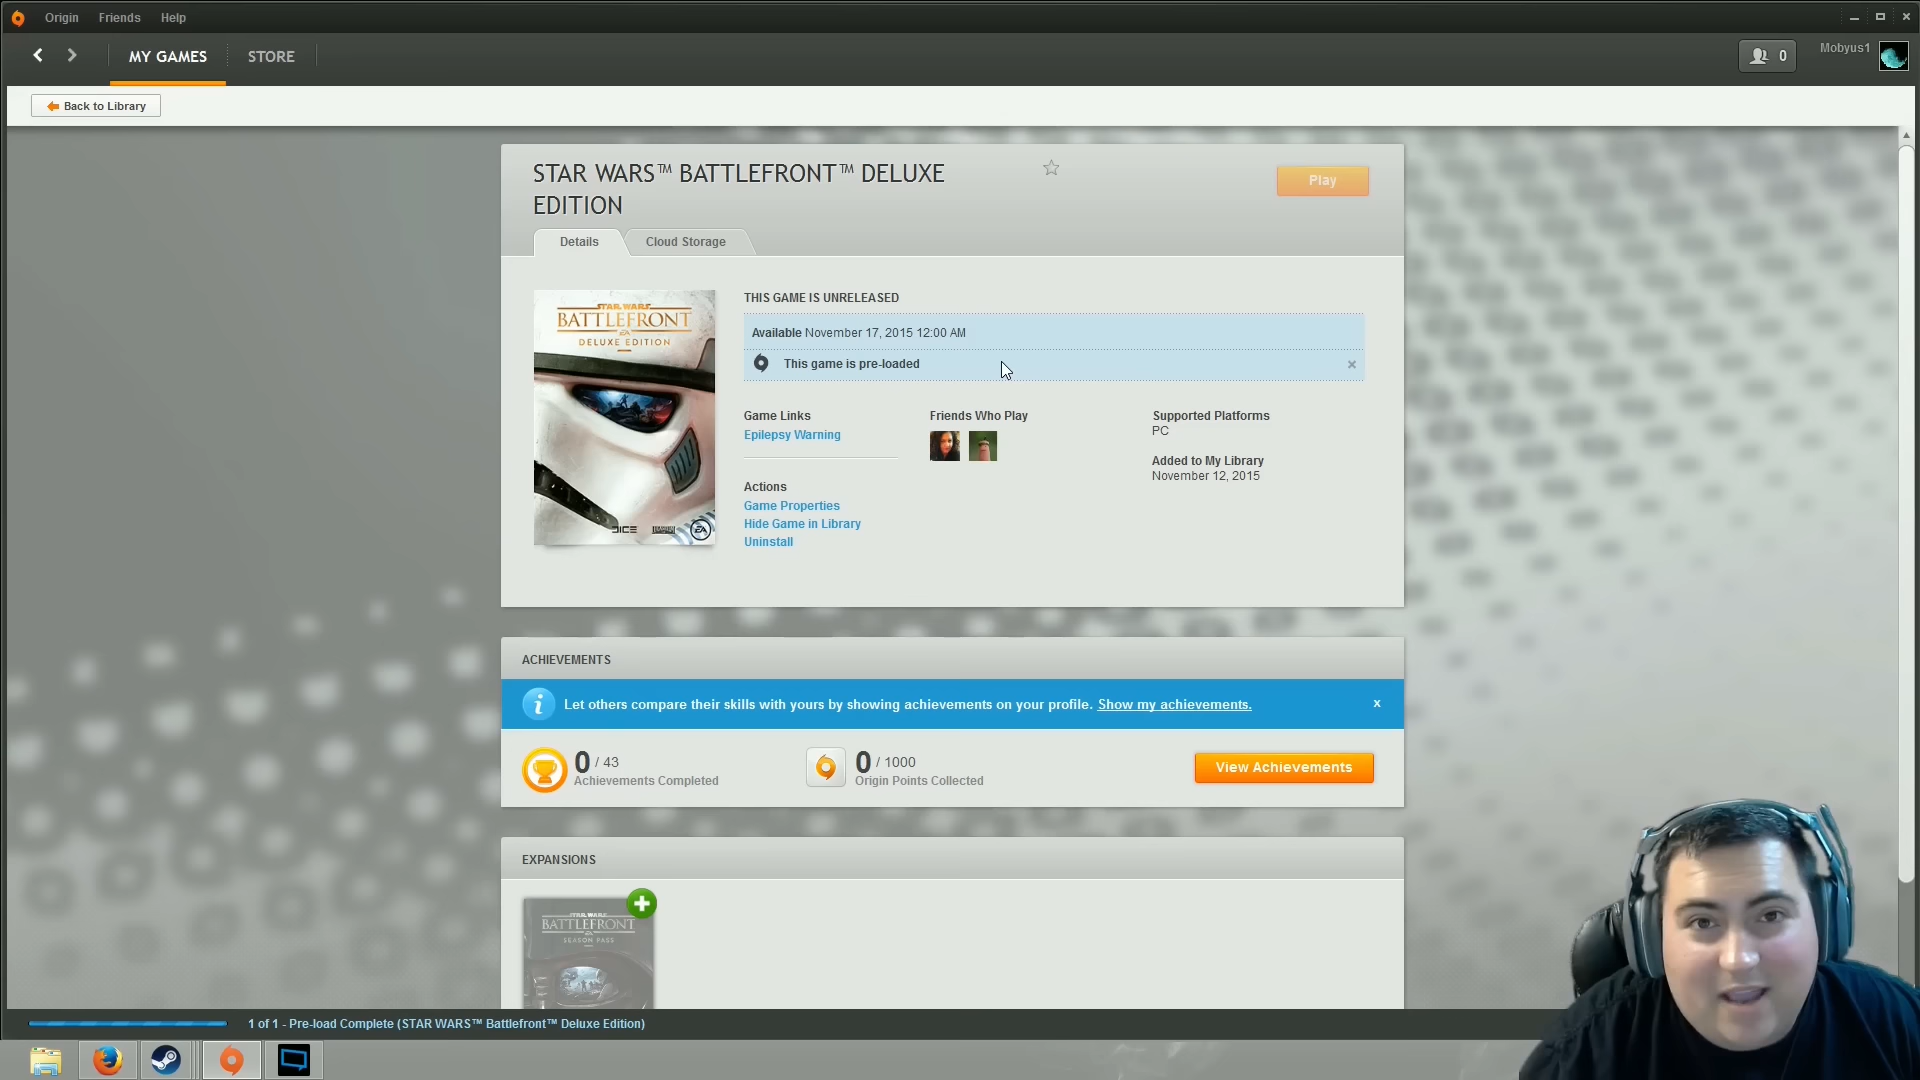 Origin Friends Help
MY GAMES STORE
0
Mobyus1
Back to Library
STAR WARS™ BATTLEFRONT™ DELUXE
EDITION
Play
Details Cloud Storage
STAR WARS
BATTLEFRONT
EA
DELUXE EDITION
DICE
EA
THIS GAME IS UNRELEASED
Available November 17, 2015 12:00 AM
This game is pre-loaded
Game Links
Epilepsy Warning
Friends Who Play
Supported Platforms
PC
Added to My Library
November 12, 2015
Actions
Game Properties
Hide Game in Library
Uninstall
ACHIEVEMENTS
Let others compare their skills with yours by showing achievements on your profile. Show my achievements.
x
0 / 43
Achievements Completed
0 / 1000
Origin Points Collected
View Achievements
EXPANSIONS
STAR WARS
BATTLEFRONT
EA
SEASON PASS
1 of 1 - Pre-load Complete (STAR WARS™ Battlefront™ Deluxe Edition)